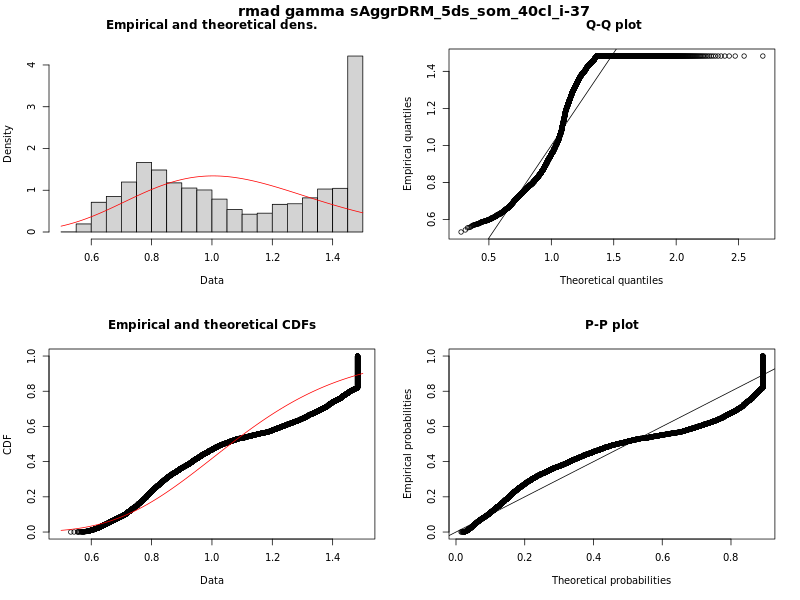 rmad gamma sAggrDRM_5ds_som_40cl_i-37
Empirical and theoretical dens.
Density
0 1 2 3 4
0.6 0.8 1.0 1.2 1.4
Data
Q-Q plot
Empirical quantiles
0.6 0.8 1.0 1.2 1.4
0.5 1.0 1.5 2.0 2.5
Theoretical quantiles
Empirical and theoretical CDFs
CDF
0.0 0.2 0.4 0.6 0.8 1.0
0.6 0.8 1.0 1.2 1.4
Data
P-P plot
Empirical probabilities
0.0 0.2 0.4 0.6 0.8 1.0
0.0 0.2 0.4 0.6 0.8
Theoretical probabilities